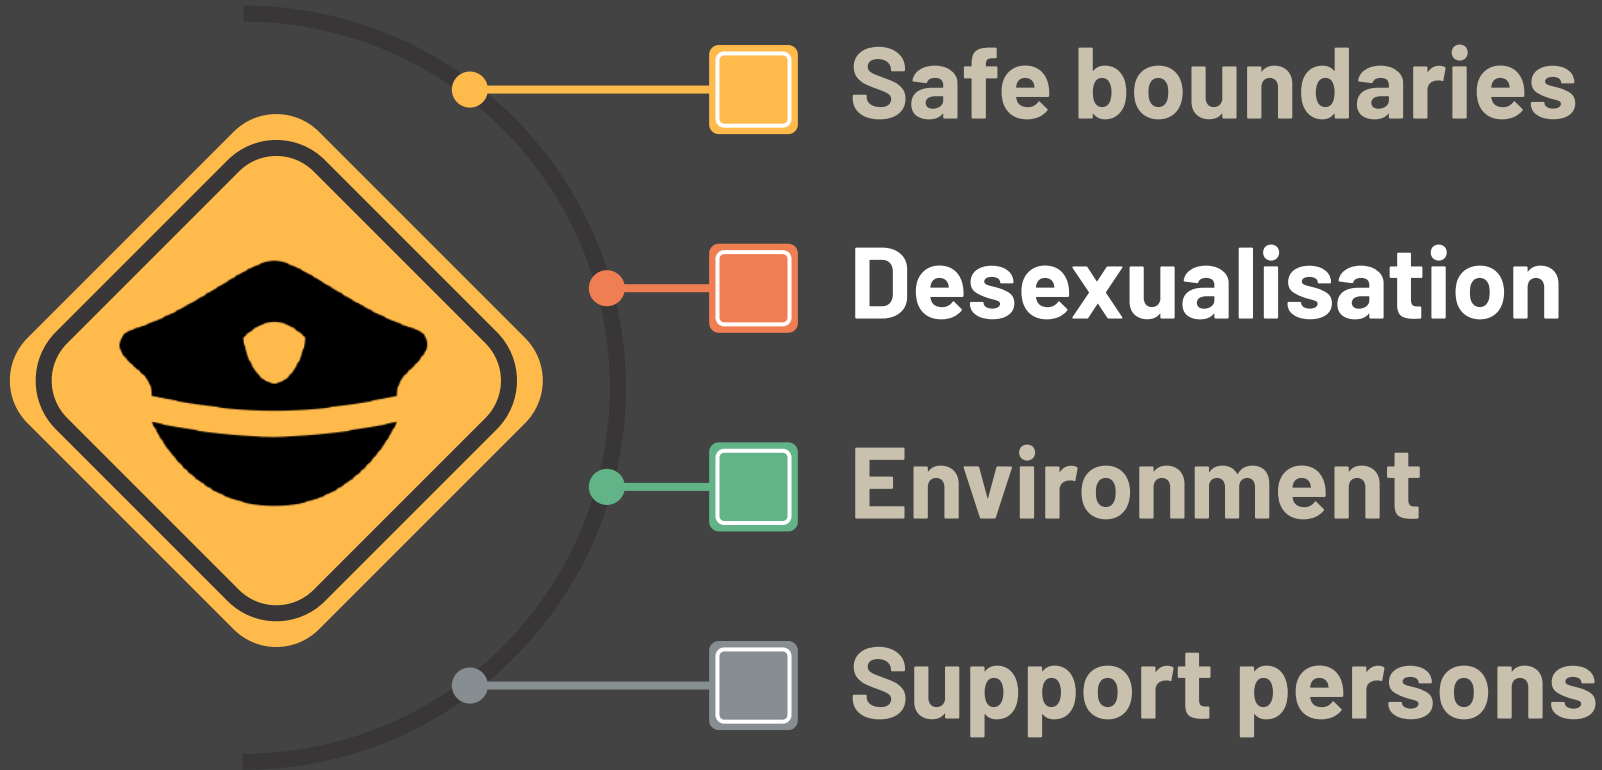 Safe boundaries
Desexualisation
Environment
Support persons